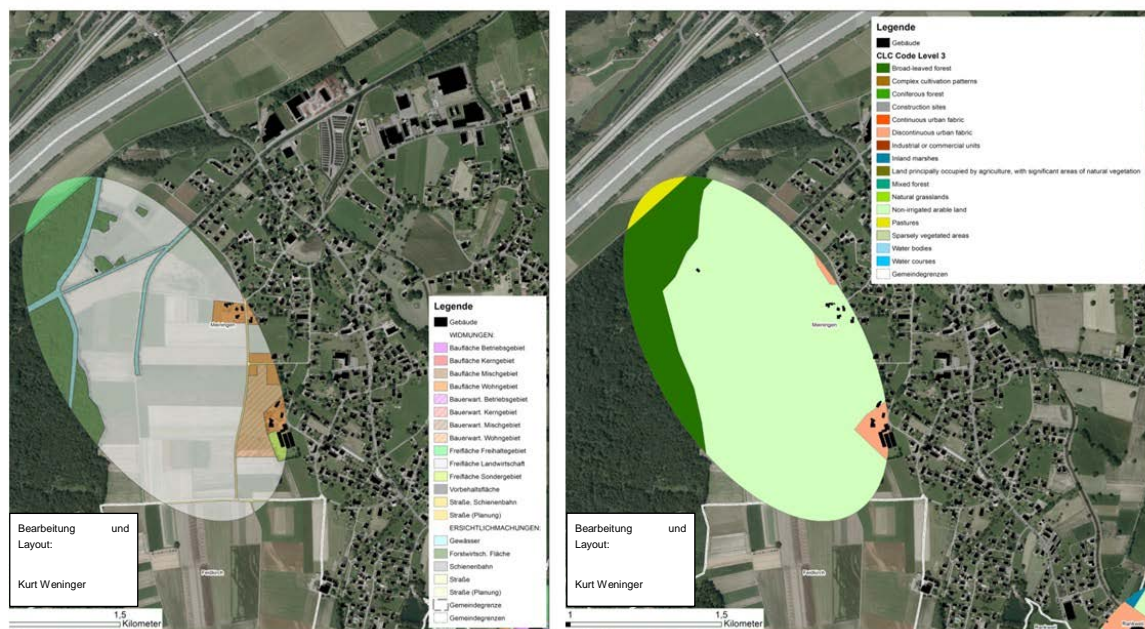 Meiningen
Legende
Gebäude
WIDMUNGEN:
Baufläche Betriebsgebiet
Baufläche Kerngebiet
Baufläche Mischgebiet
Baufläche Wohngebiet
Bauerwart. Betriebsgebiet
Bauerwart. Kerngebiet
Bauerwart. Mischgebiet
Bauerwart. Wohngebiet
Freifläche Freihaltegebiet
Freifläche Landwirtschaft
Freifläche Sondergebiet
Vorbehaltsfläche
Straße, Schienenbahn
Straße (Planung)
ERSICHTLICHMACHUNGEN:
Gewässer
Forstwirtsch. Fläche
Schienenbahn
Straße
Straße (Planung)
Gemeindegrenze
Gemeindegrenzen
Bearbeitung und
Layout:
Kurt Weninger
Feldkirch
1,5
Kilometer
Legende
Gebäude
CLC Code Level 3
Broad-leaved forest
Complex cultivation patterns
Coniferous forest
Construction sites
Continuous urban fabric
Discontinuous urban fabric
Industrial or commercial units
Inland marshes
Land principally occupied by agriculture, with significant areas of natural vegetation
Mixed forest
Natural grasslands
Non-irrigated arable land
Pastures
Sparsely vegetated areas
Water bodies
Water courses
Gemeindegrenzen
Meiningen
Bearbeitung und
Layout:
Kurt Weninger
Feldkirch
Rankweil
1
1,5
Kilometer